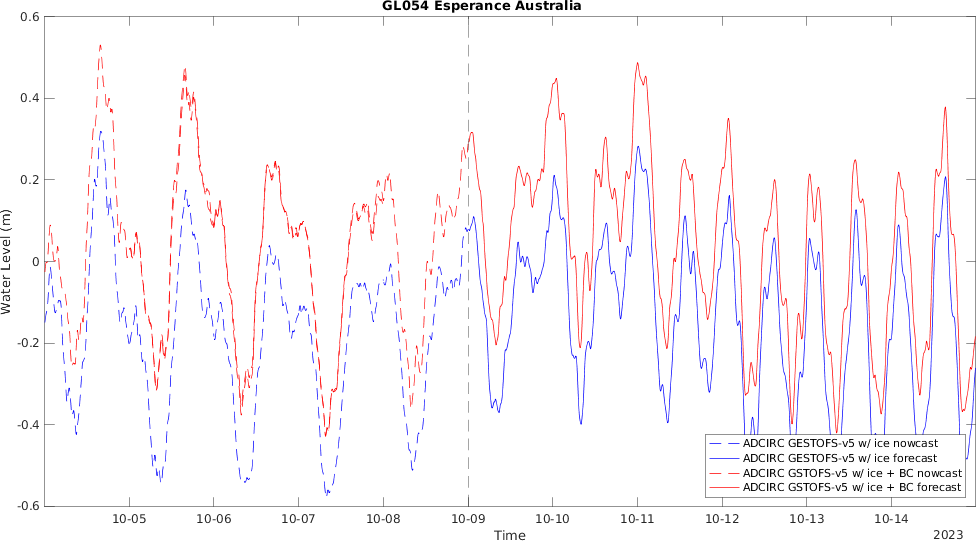 GL054 Esperance Australia
0.6
0.4
0.2
0
-0.2
-0.4
-0.6
Water Level (m)
ADCIRC GESTOFS-v5 w/ ice nowcast
ADCIRC GESTOFS-v5 w/ ice forecast
ADCIRC GSTOFS-v5 w/ ice + BC nowcast
ADCIRC GSTOFS-v5 w/ ice + BC forecast
10-05 10-06 10-07 10-08 10-09 10-10 10-11 10-12 10-13 10-14
Time
2023